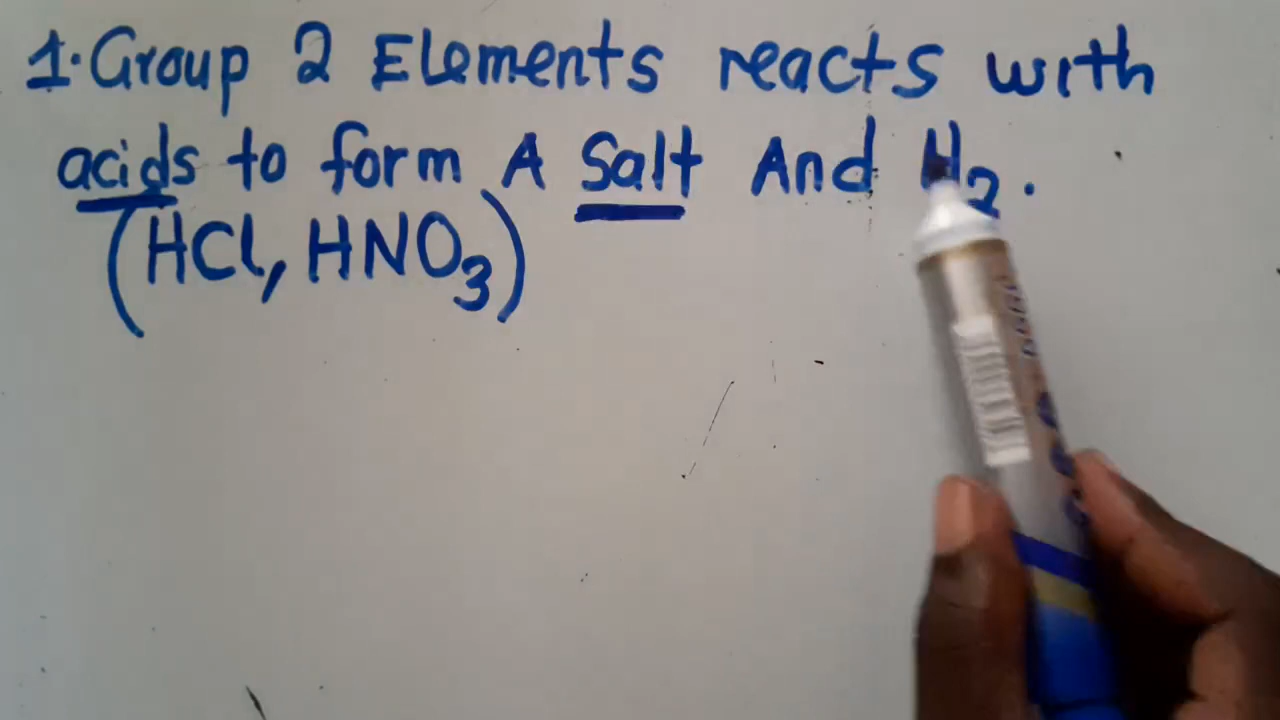 1. Group 2 Elements reacts with
acids to form A Salt And H₂.
(HCl, HNO₃)